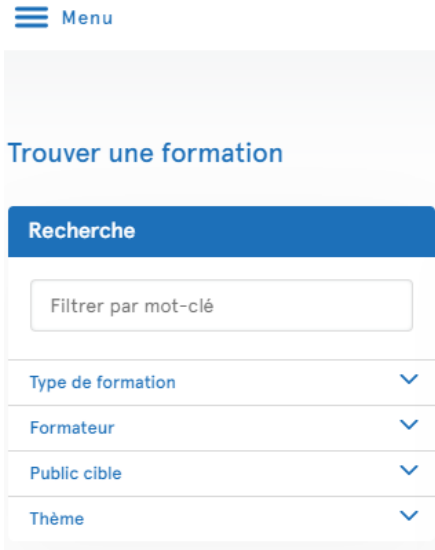 Menu
Trouver une formation
Recherche
Filtrer par mot-clé
Type de formation
Formateur
Public cible
Thème